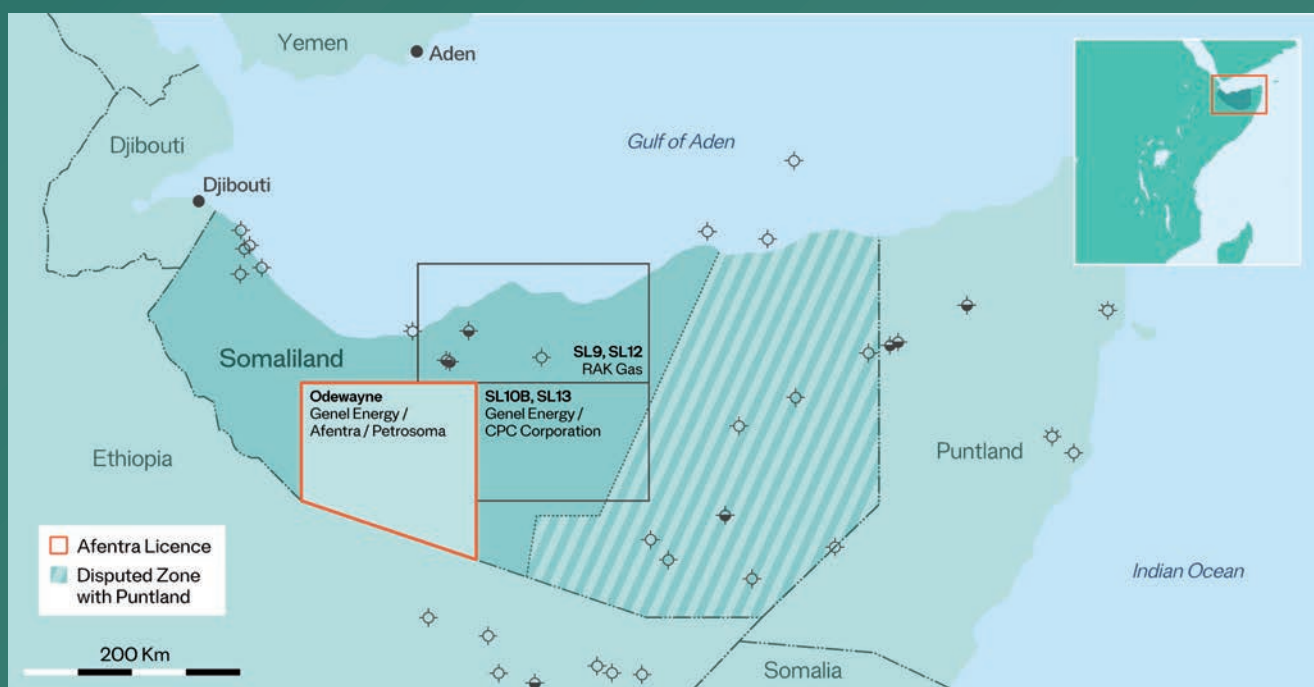 Yemen
Aden
Djibouti
Djibouti
Gulf of Aden
Somaliland
SL9, SL12
RAK Gas
Odewayne
Genel Energy /
Afentra / Petrosoma
SL10B, SL13
Genel Energy /
CPC Corporation
Ethiopia
Puntland
Afentra Licence
Disputed Zone
with Puntland
Indian Ocean
200 Km
Somalia